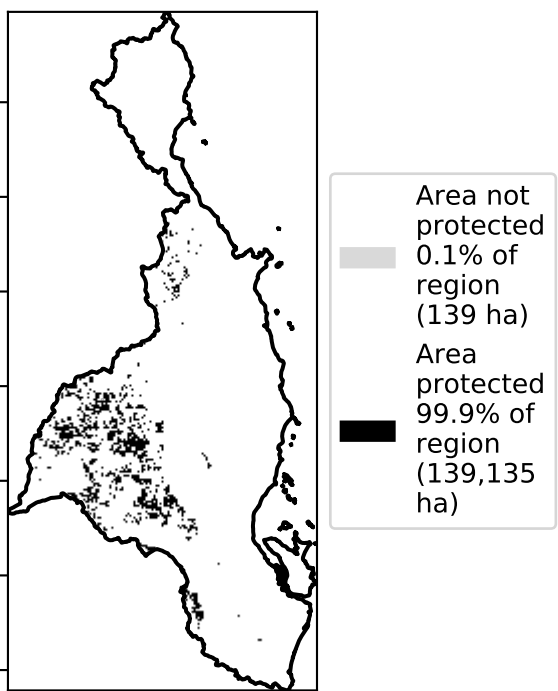 Area not
protected
0.1% of
region
(139 ha)
Area
protected
99.9% of
region
(139,135
ha)